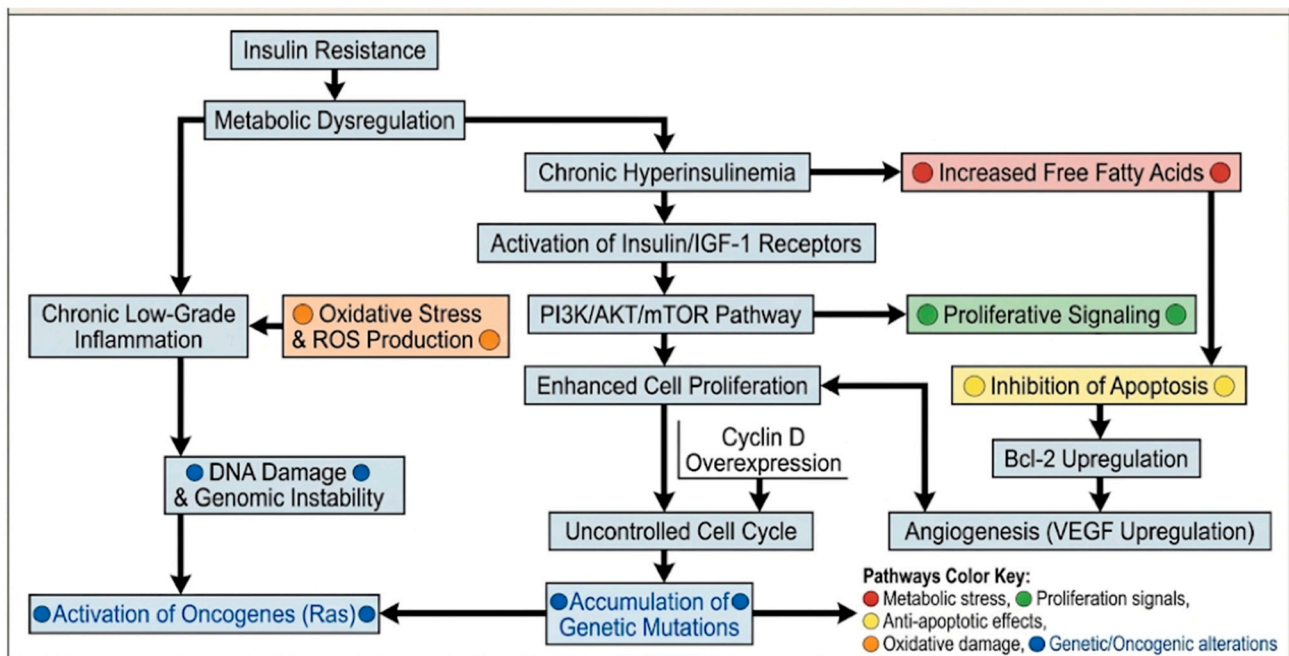 Insulin Resistance
Metabolic Dysregulation
Chronic Hyperinsulinemia
Increased Free Fatty Acids
Activation of Insulin/IGF-1 Receptors
Chronic Low-Grade
Inflammation
Oxidative Stress
& ROS Production
PI3K/AKT/mTOR Pathway
Proliferative Signaling
Enhanced Cell Proliferation
Inhibition of Apoptosis
Cyclin D
Overexpression
Bcl-2 Upregulation
DNA Damage
& Genomic Instability
Uncontrolled Cell Cycle
Angiogenesis (VEGF Upregulation)
Activation of Oncogenes (Ras)
Accumulation of
Genetic Mutations
Pathways Color Key:
Metabolic stress, Proliferation signals,
Anti-apoptotic effects,
Oxidative damage, Genetic/Oncogenic alterations